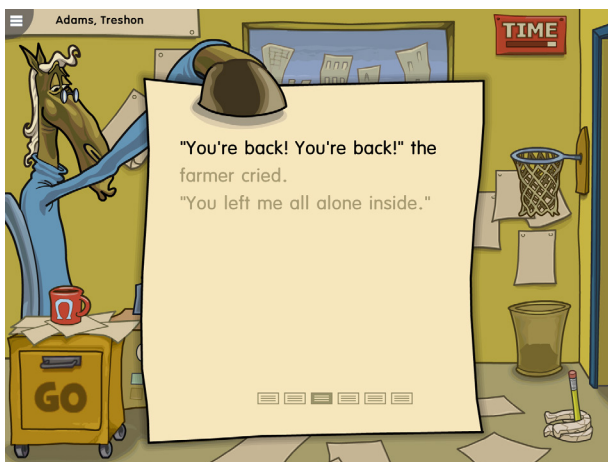 Adams, Treshon
TIME
"You're back! You're back!" the
farmer cried.
"You left me all alone inside."
GO